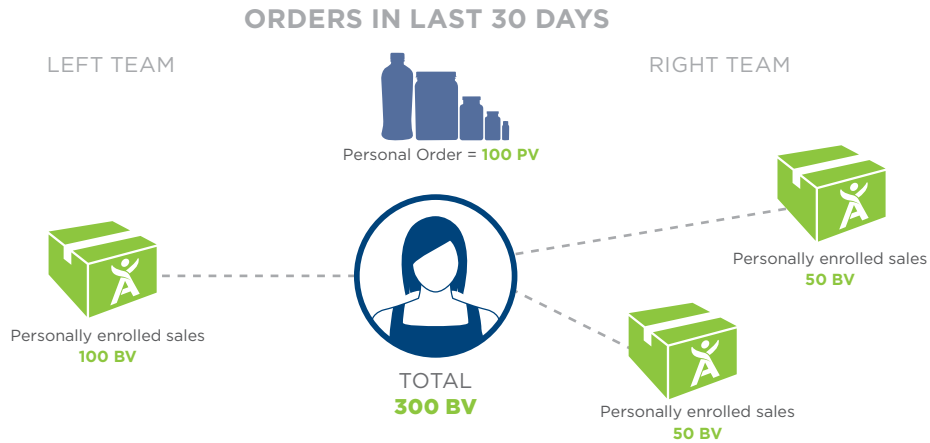 ORDERS IN LAST 30 DAYS
LEFT TEAM
RIGHT TEAM
Personal Order = 100 PV
Personally enrolled sales
50 BV
Personally enrolled sales
100 BV
TOTAL
300 BV
Personally enrolled sales
50 BV